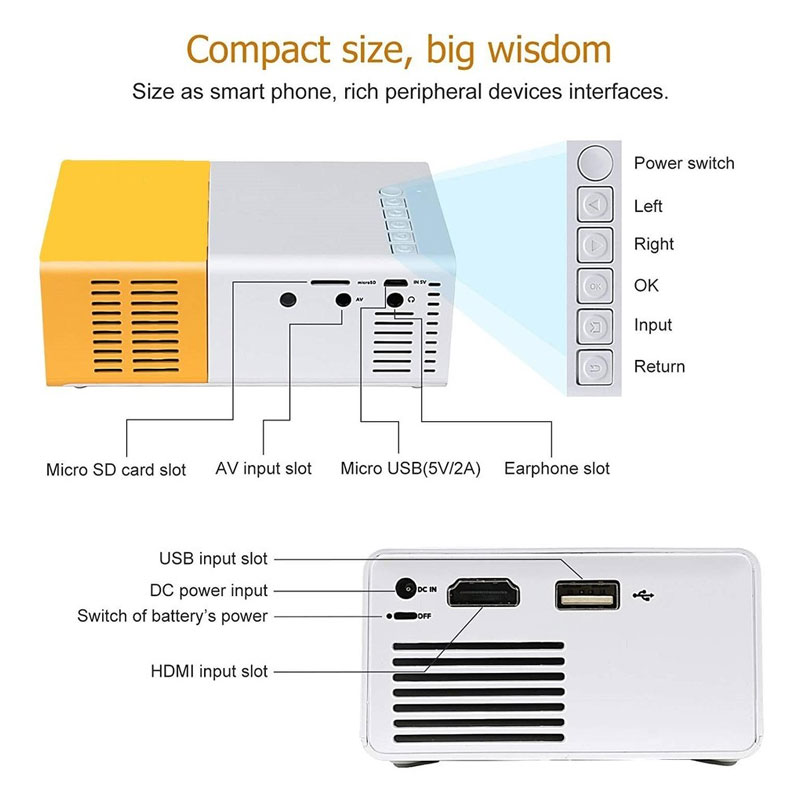 Compact size, big wisdom
Size as smart phone, rich peripheral devices interfaces.
Power switch
Left
Right
OK
OK
Input
Return
microSD
IN 5V
AV
Micro SD card slot
AV input slot
Micro USB(5V/2A)
Earphone slot
USB input slot
DC power input
DC IN
Switch of battery’s power
OFF
HDMI input slot